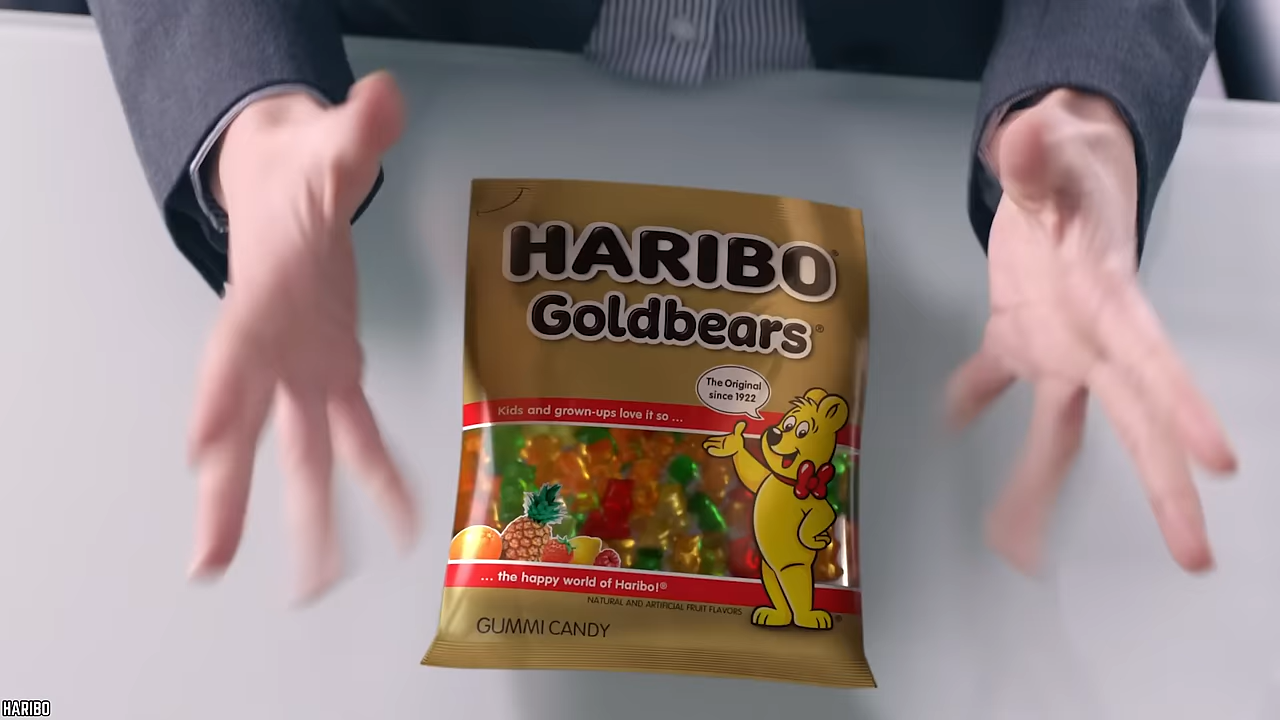 HARIBO®
Goldbears®
The Original
since 1922
Kids and grown-ups love it so ...
... the happy world of Haribo!®
NATURAL AND ARTIFICIAL FRUIT FLAVORS
GUMMI CANDY
HARIBO